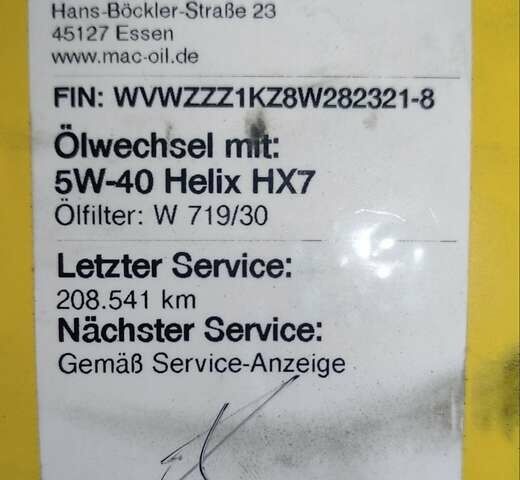 Hans-Böckler-Straße 23
45127 Essen
www.mac-oil.de
FIN: WVWZZZ1KZ8W282321-8
Ölwechsel mit:
5W-40 Helix HX7
Ölfilter: W 719/30
Letzter Service:
208.541 km
Nächster Service:
Gemäß Service-Anzeige